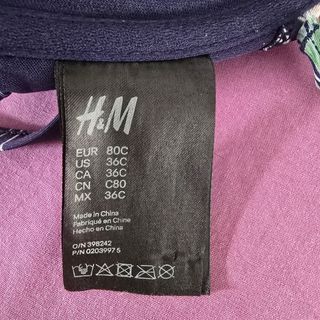 H&M
EUR 80C
US 36C
CA 36C
CN C80
MX 36C
Made in China
Fabriqué en Chine
Hecho en China
O/N 398242
P/N 02039975